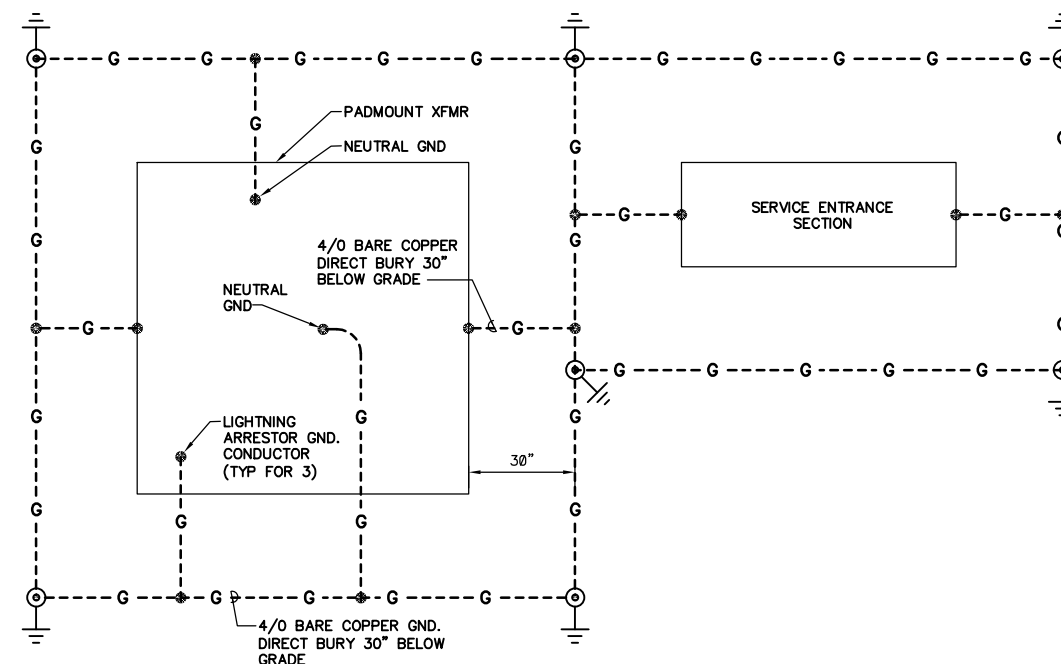 G G G G G G G G G G
PADMOUNT XFMR
G
NEUTRAL GND
G G
SERVICE ENTRANCE
SECTION
G G
G G
4/0 BARE COPPER
DIRECT BURY 30"
BELOW GRADE
NEUTRAL
GND
G G
G G G G G
G G G
LIGHTNING
ARRESTOR GND.
CONDUCTOR
(TYP FOR 3)
30"
G G
G G
G G G G G
4/0 BARE COPPER GND.
DIRECT BURY 30" BELOW
GRADE